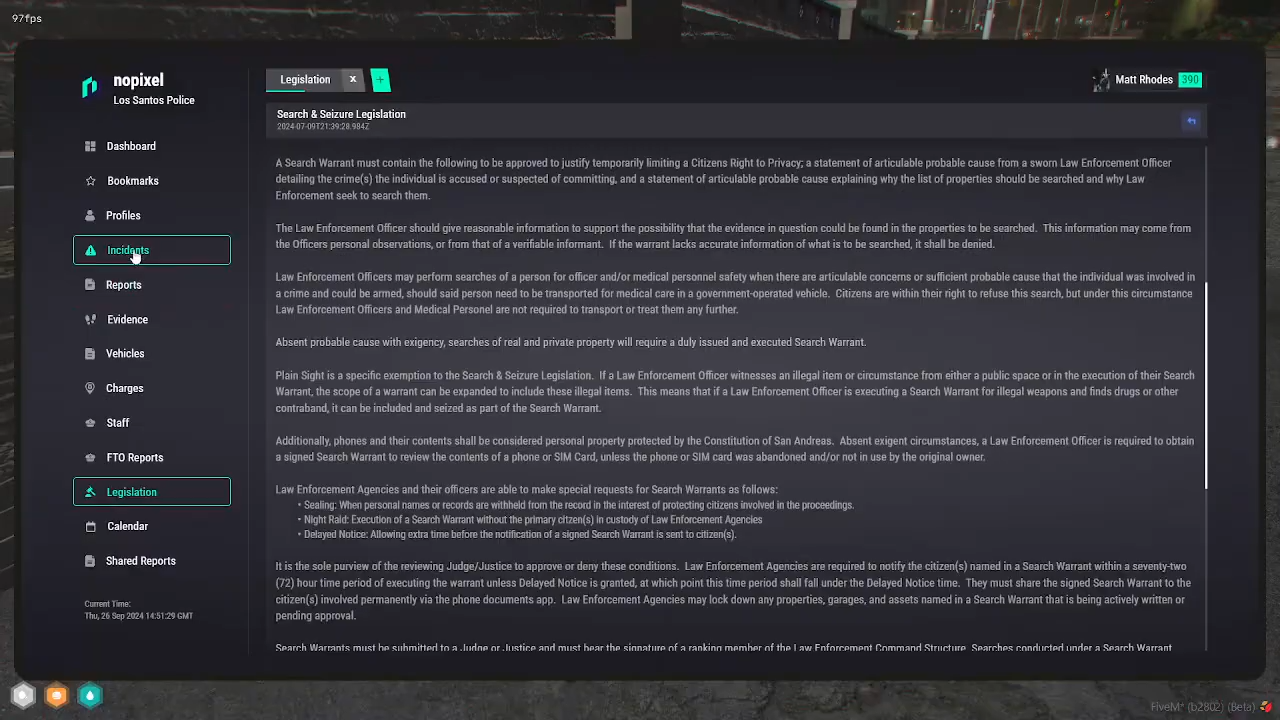 97fps
nopixel
Los Santos Police
Dashboard
Bookmarks
Profiles
Incidents
Reports
Evidence
Vehicles
Charges
Staff
FTO Reports
Legislation
Calendar
Shared Reports
Current Time:
Thu, 26 Sep 2024 14:51:29 GMT
Legislation x +
Matt Rhodes 390
Search & Seizure Legislation
2024-07-09T21:39:28.984Z
A Search Warrant must contain the following to be approved to justify temporarily limiting a Citizens Right to Privacy; a statement of articulable probable cause from a sworn Law Enforcement Officer
detailing the crime(s) the individual is accused or suspected of committing, and a statement of articulable probable cause explaining why the list of properties should be searched and why Law
Enforcement seek to search them.
The Law Enforcement Officer should give reasonable information to support the possibility that the evidence in question could be found in the properties to be searched. This information may come from
the Officers personal observations, or from that of a verifiable informant. If the warrant lacks accurate information of what is to be searched, it shall be denied.
Law Enforcement Officers may perform searches of a person for officer and/or medical personnel safety when there are articulable concerns or sufficient probable cause that the individual was involved in
a crime and could be armed, should said person need to be transported for medical care in a government-operated vehicle. Citizens are within their right to refuse this search, but under this circumstance
Law Enforcement Officers and Medical Personel are not required to transport or treat them any further.
Absent probable cause with exigency, searches of real and private property will require a duly issued and executed Search Warrant.
Plain Sight is a specific exemption to the Search & Seizure Legislation. If a Law Enforcement Officer witnesses an illegal item or circumstance from either a public space or in the execution of their Search
Warrant, the scope of a warrant can be expanded to include these illegal items. This means that if a Law Enforcement Officer is executing a Search Warrant for illegal weapons and finds drugs or other
contraband, it can be included and seized as part of the Search Warrant.
Additionally, phones and their contents shall be considered personal property protected by the Constitution of San Andreas. Absent exigent circumstances, a Law Enforcement Officer is required to obtain
a signed Search Warrant to review the contents of a phone or SIM Card, unless the phone or SIM card was abandoned and/or not in use by the original owner.
Law Enforcement Agencies and their officers are able to make special requests for Search Warrants as follows:
• Sealing: When personal names or records are withheld from the record in the interest of protecting citizens involved in the proceedings.
• Night Raid: Execution of a Search Warrant without the primary citzen(s) in custody of Law Enforcement Agencies
• Delayed Notice: Allowing extra time before the notification of a signed Search Warrant is sent to citizen(s).
It is the sole purview of the reviewing Judge/Justice to approve or deny these conditions. Law Enforcement Agencies are required to notify the citizen(s) named in a Search Warrant within a seventy-two
(72) hour time period of executing the warrant unless Delayed Notice is granted, at which point this time period shall fall under the Delayed Notice time. They must share the signed Search Warrant to the
citizen(s) involved permanently via the phone documents app. Law Enforcement Agencies may lock down any properties, garages, and assets named in a Search Warrant that is being actively written or
pending approval.
Search Warrants must be submitted to a Judge or Justice and must bear the signature of a ranking member of the Law Enforcement Command Structure. Searches conducted under a Search Warrant
FiveM* (b2802) (Beta)